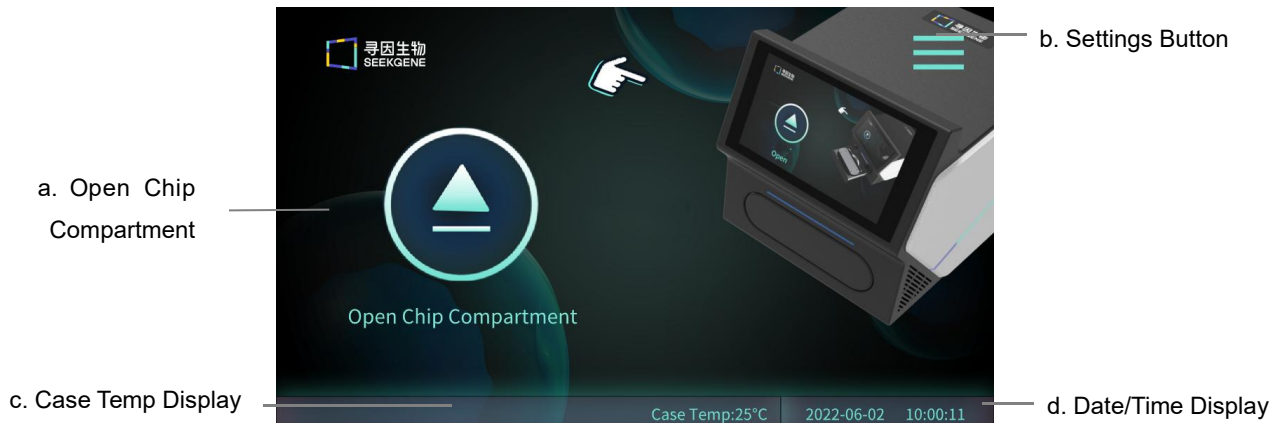 寻因生物
SEEKGENE
b. Settings Button
Open
a. Open Chip
Compartment
Open Chip Compartment
c. Case Temp Display
Case Temp:25°C
2022-06-02 10:00:11
d. Date/Time Display